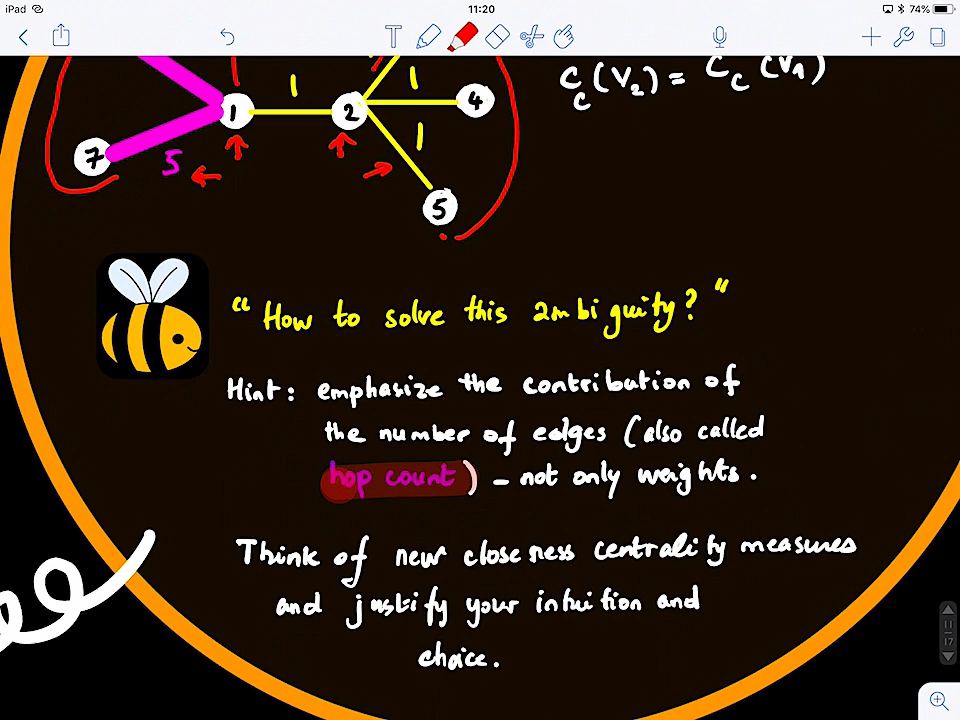 iPad 11:20 74%
T
C_c (V_2) = C_c (V_1)
1 1
1 2 4
1
7 5
5
“ How to solve this ambiguity? ”
Hint: emphasize the contribution of
the number of edges (also called
hop count) - not only weights.
Think of new closeness centrality measures
and justify your intuition and
choice.
11
17